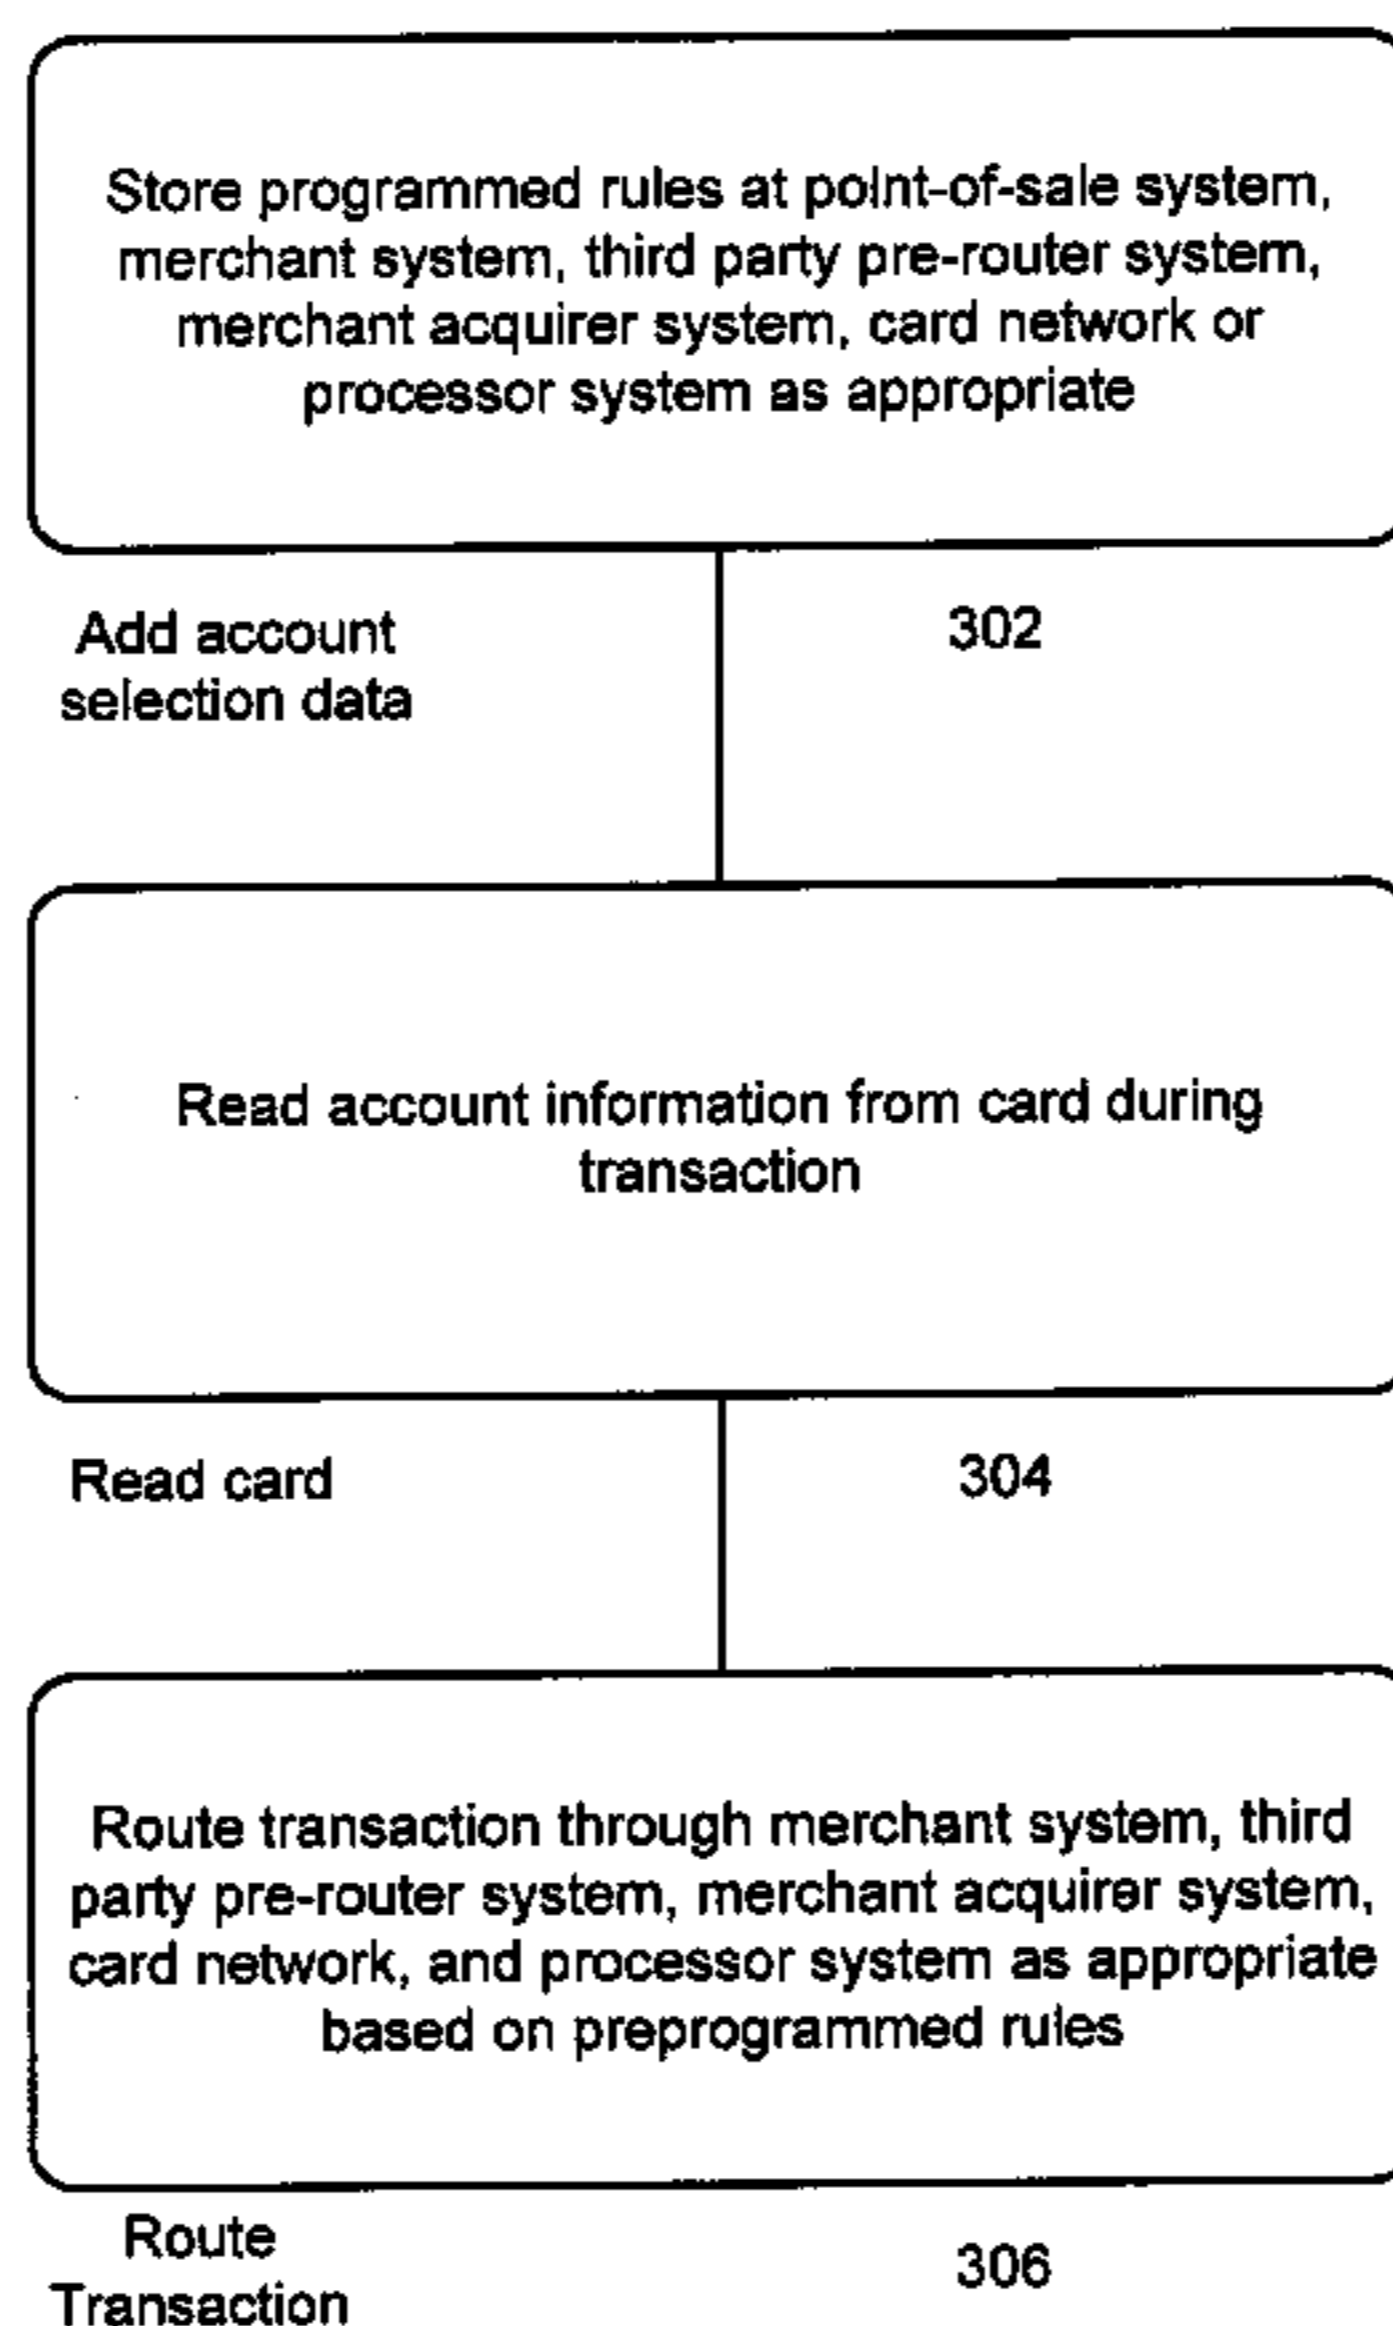 Store programmed rules at point-of-sale system,
merchant system, third party pre-router system,
merchant acquirer system, card network or
processor system as appropriate
Add account
selection data
302
Read account information from card during
transaction
Read card
304
Route transaction through merchant system, third
party pre-router system, merchant acquirer system,
card network, and processor system as appropriate
based on preprogrammed rules
Route
Transaction
306